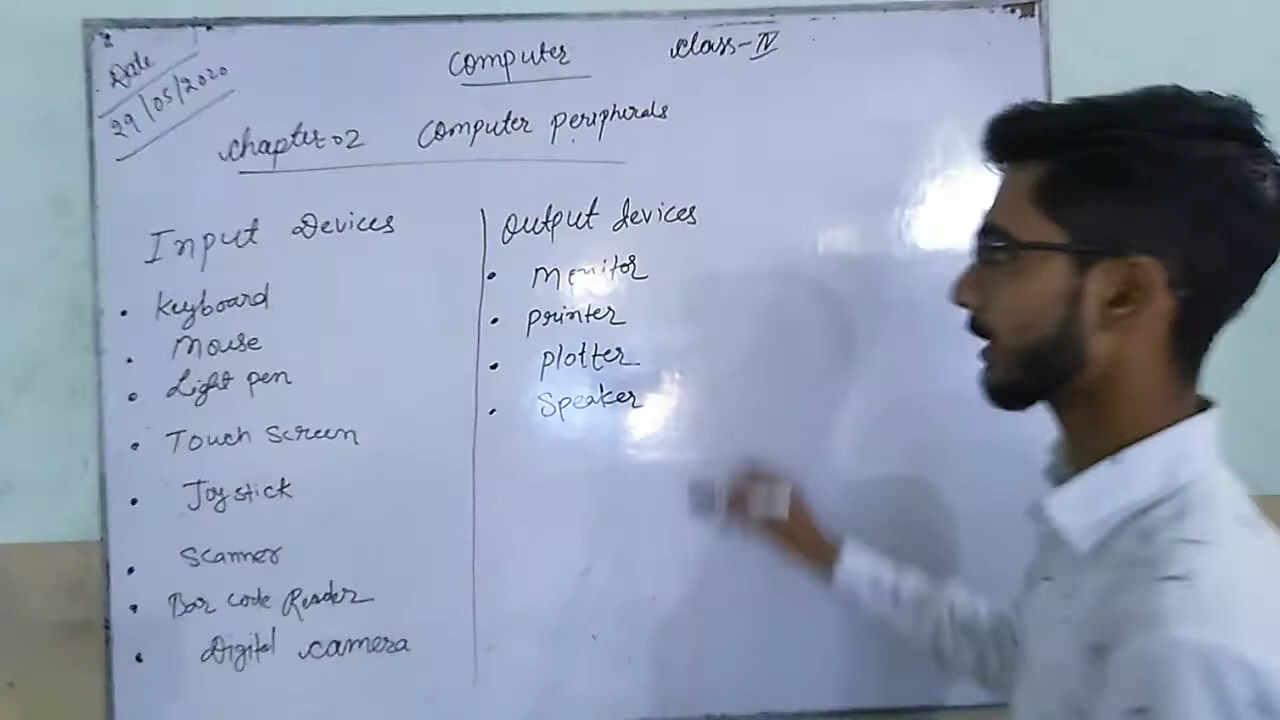 Date
29/05/2020
Computer
Class-IV
Chapter-02 Computer peripherals
Input Devices
• Keyboard
• Mouse
• Light pen
• Touch Screen
• Joystick
• Scanner
• Bar code Reader
• Digital camera
Output devices
• Monitor
• printer
• plotter
• Speaker